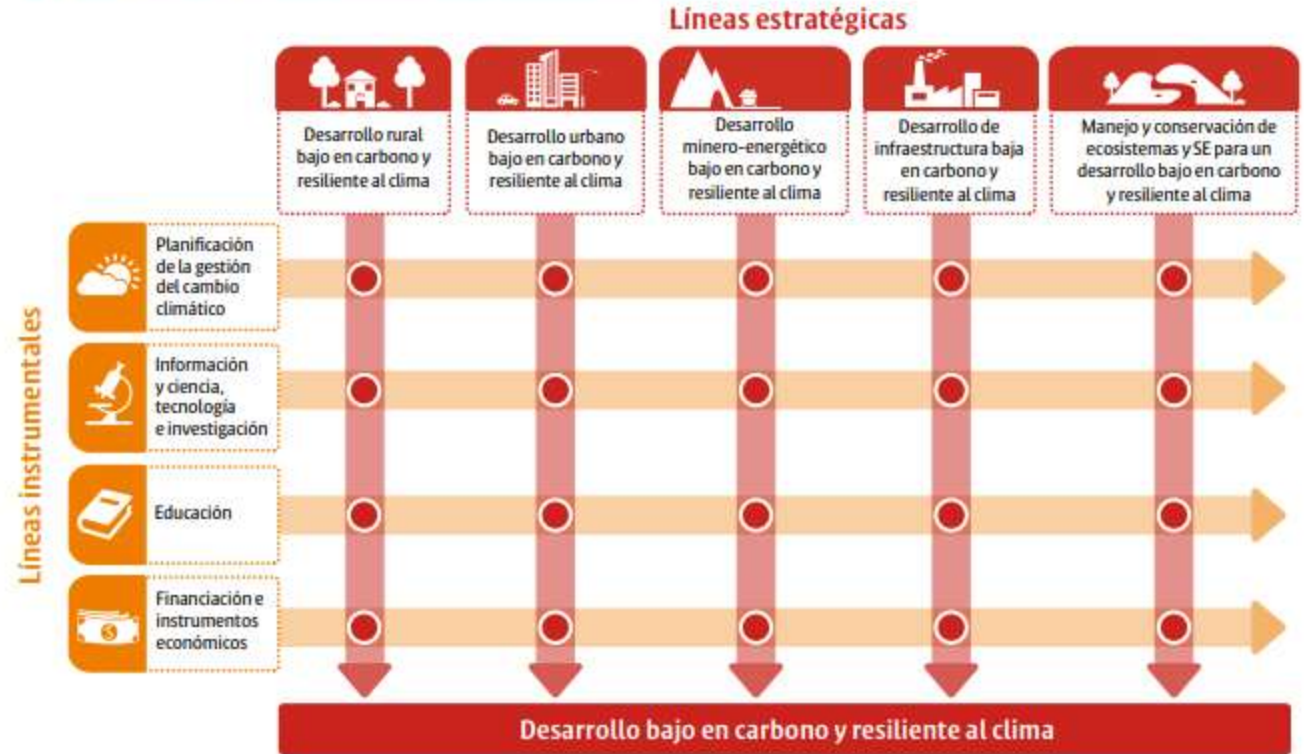 Líneas estratégicas
Desarrollo rural
bajo en carbono y
resiliente al clima
Desarrollo urbano
bajo en carbono y
resiliente al clima
Desarrollo
minero-energético
bajo en carbono y
resiliente al clima
Desarrollo de
infraestructura baja
en carbono y
resiliente al clima
Manejo y conservación de
ecosistemas y SE para un
desarrollo bajo en carbono
y resiliente al clima
Líneas instrumentales
Planificación
de la gestión
del cambio
climático
Información
y ciencia,
tecnología
e investigación
Educación
Financiación e
instrumentos
económicos
Desarrollo bajo en carbono y resiliente al clima